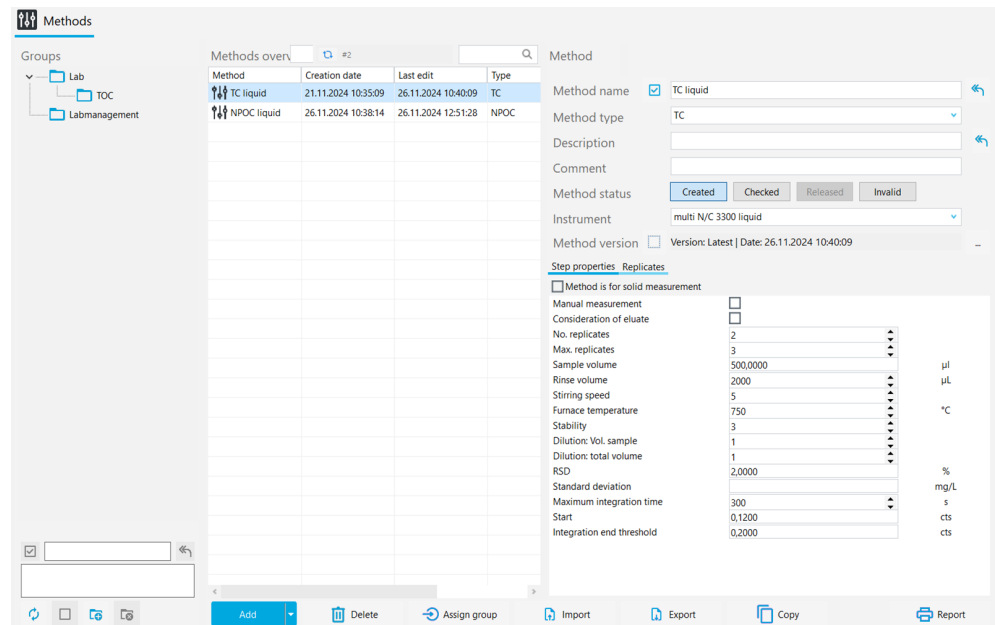 Methods
Groups
Lab
TOC
Labmanagement
Methods overv
#2
Method Creation date Last edit Type
TC liquid 21.11.2024 10:35:09 26.11.2024 10:40:09 TC
NPOC liquid 26.11.2024 10:38:14 26.11.2024 12:51:28 NPOC
Method
Method name TC liquid
Method type TC
Description
Comment
Method status Created Checked Released Invalid
Instrument multi N/C 3300 liquid
Method version Version: Latest | Date: 26.11.2024 10:40:09 ...
Step properties Replicates
Method is for solid measurement
Manual measurement
Consideration of eluate
No. replicates 2
Max. replicates 3
Sample volume 500,0000 µl
Rinse volume 2000 µL
Stirring speed 5
Furnace temperature 750 °C
Stability 3
Dilution: Vol. sample 1
Dilution: total volume 1
RSD 2,0000 %
Standard deviation mg/L
Maximum integration time 300 s
Start 0,1200 cts
Integration end threshold 0,2000 cts
Add Delete Assign group Import Export Copy Report